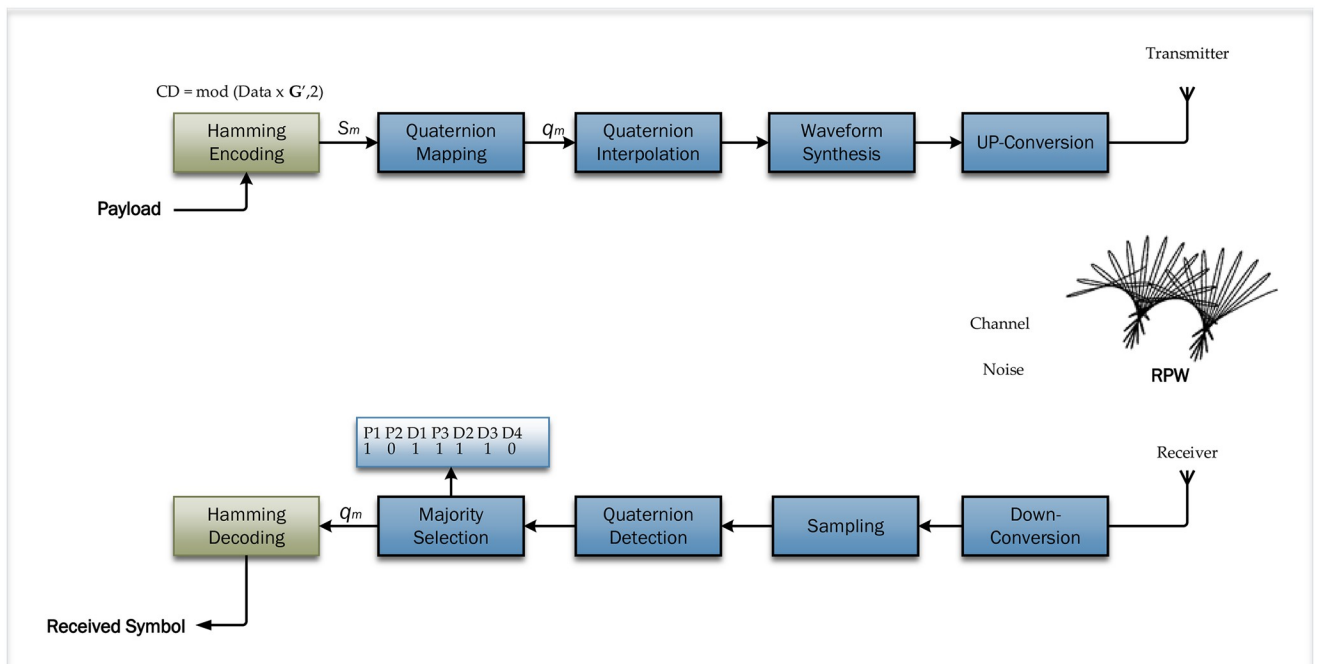 Transmitter
CD = mod (Data x G',2)
Hamming
Encoding
Sm
Quaternion
Mapping
qm
Quaternion
Interpolation
Waveform
Synthesis
UP-Conversion
Payload
Channel
Noise
RPW
P1 P2 D1 P3 D2 D3 D4
1 0 1 1 1 1 0
Receiver
Hamming
Decoding
qm
Majority
Selection
Quaternion
Detection
Sampling
Down-
Conversion
Received Symbol